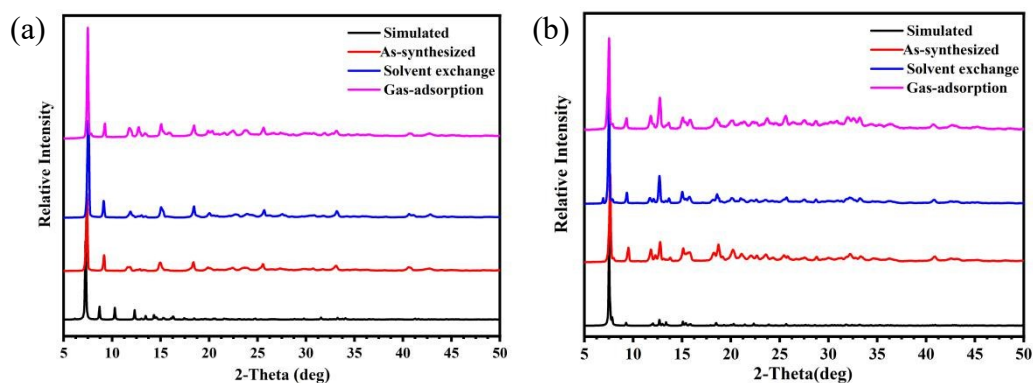 (a)
Simulated
As-synthesized
Solvent exchange
Gas-adsorption
Relative Intensity
5 10 15 20 25 30 35 40 45 50
2-Theta (deg)
(b)
Simulated
As-synthesized
Solvent exchange
Gas-adsorption
Relative Intensity
5 10 15 20 25 30 35 40 45 50
2-Theta(deg)